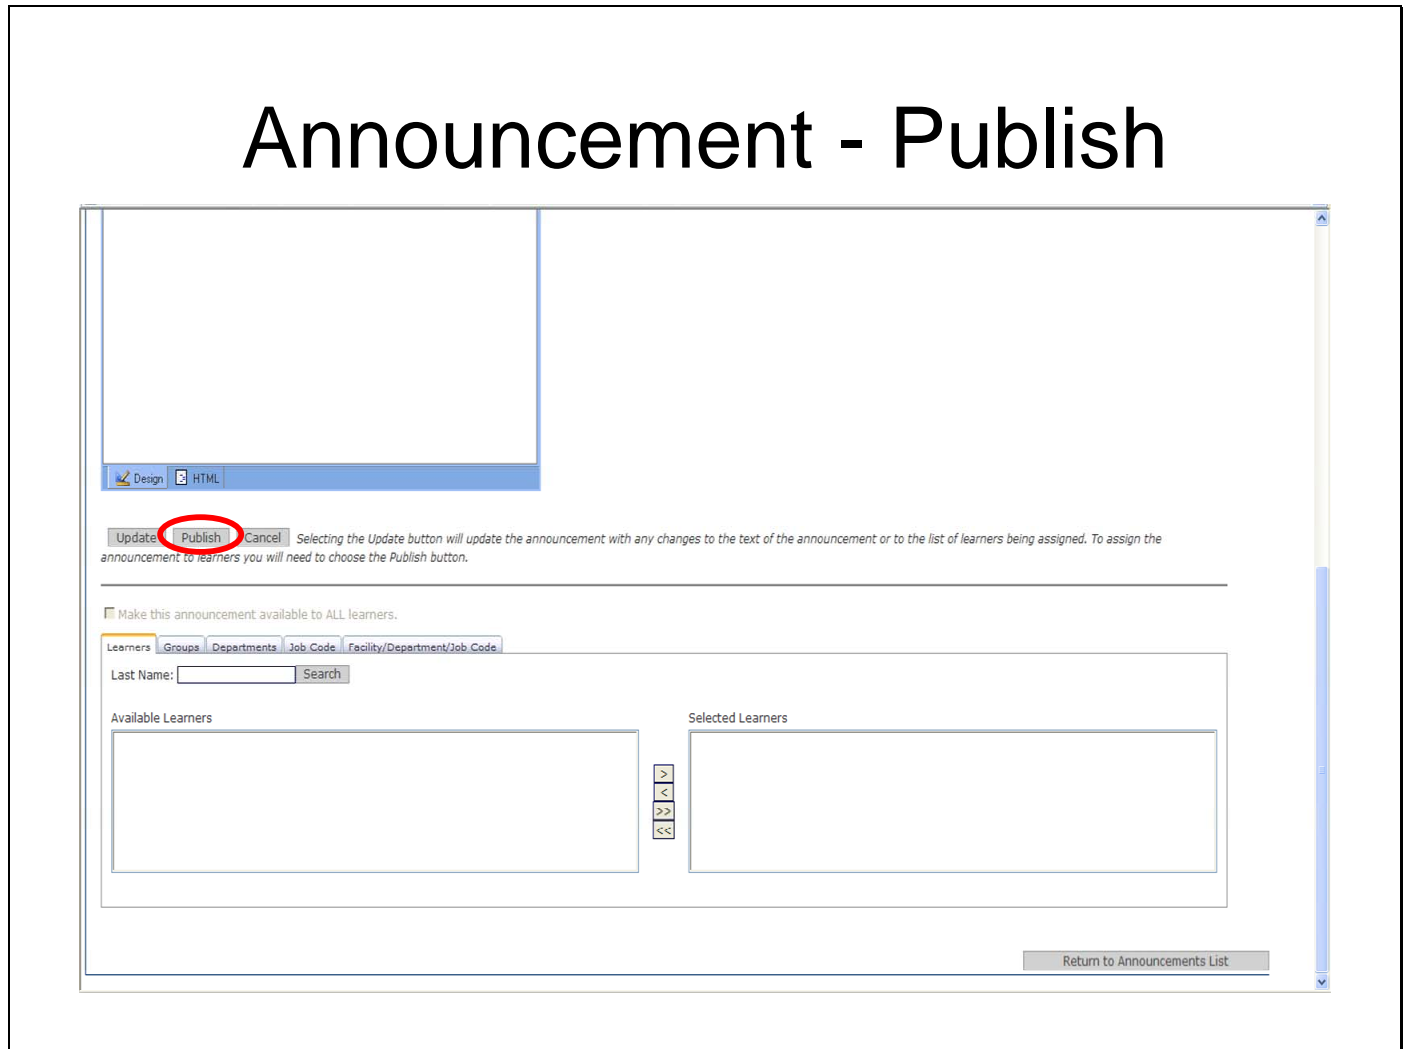 Announcement - Publish
Design HTML
Update Publish Cancel Selecting the Update button will update the announcement with any changes to the text of the announcement or to the list of learners being assigned. To assign the
announcement to learners you will need to choose the Publish button.
Make this announcement available to ALL learners.
Learners Groups Departments Job Code Facility/Department/Job Code
Last Name: Search
Available Learners Selected Learners
>
<
>>
<<
Return to Announcements List